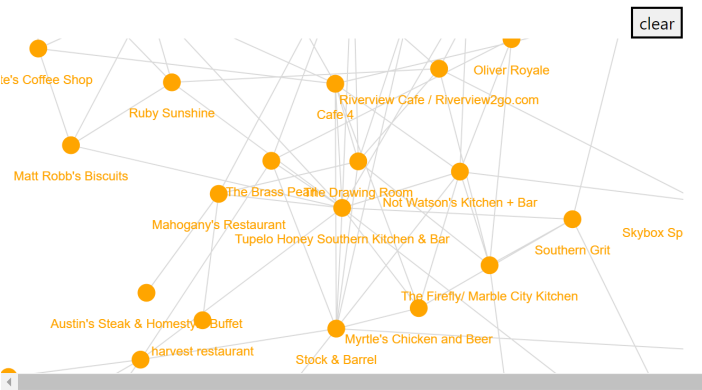 clear
Oliver Royale
te's Coffee Shop
Riverview Cafe / Riverview2go.com
Ruby Sunshine
Cafe 4
Matt Robb's Biscuits
The Brass Pearl
The Drawing Room
Not Watson's Kitchen + Bar
Mahogany's Restaurant
Skybox Sp
Tupelo Honey Southern Kitchen & Bar
Southern Grit
The Firefly/ Marble City Kitchen
Austin's Steak & Homestyle Buffet
Myrtle's Chicken and Beer
harvest restaurant
Stock & Barrel